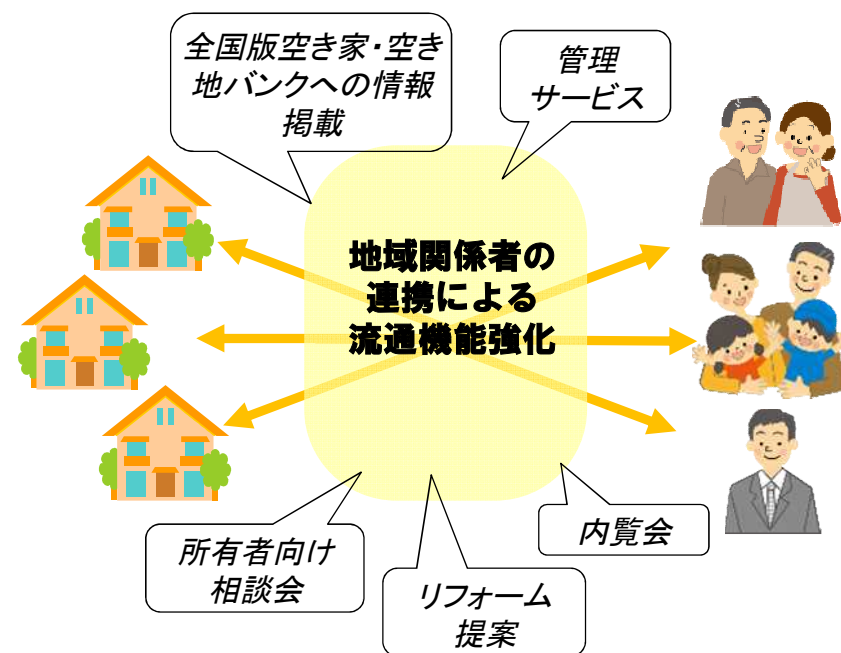 全国版空き家・空き
地バンクへの情報
掲載
管理
サービス
地域関係者の
連携による
流通機能強化
所有者向け
相談会
リフォーム
提案
内覧会